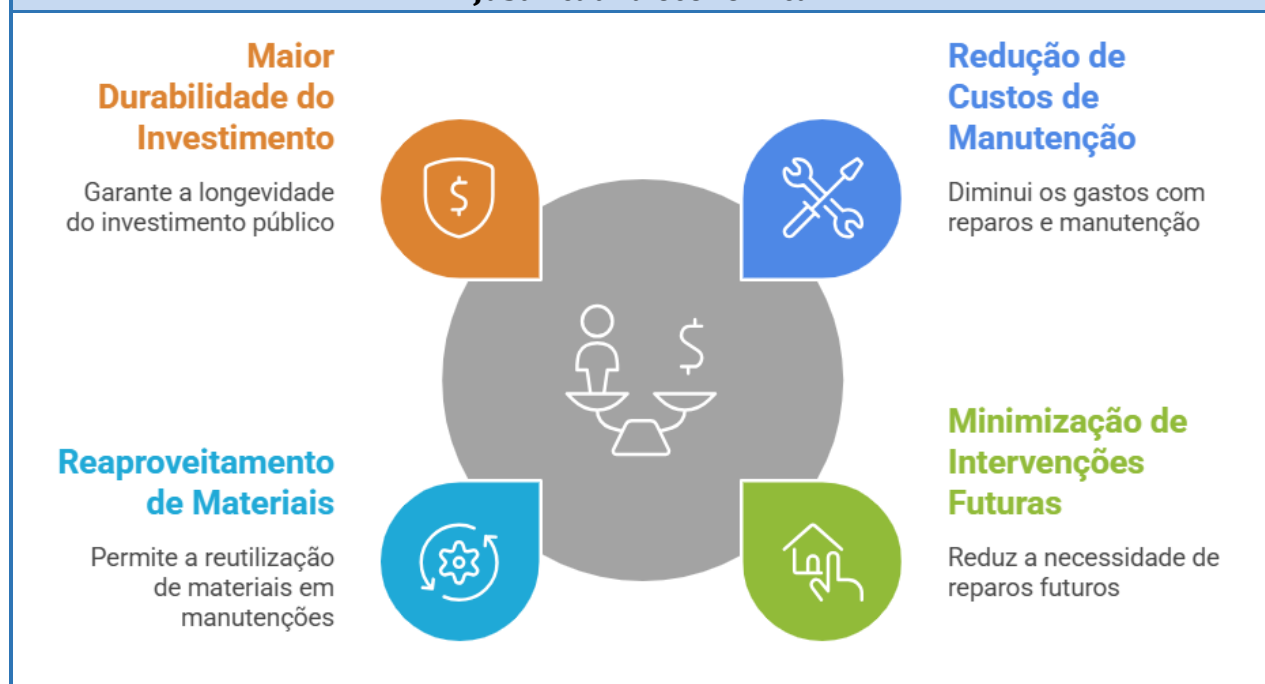 Maior
Durabilidade do
Investimento
Garante a longevidade
do investimento público
Redução de
Custos de
Manutenção
Diminui os gastos com
reparos e manutenção
Reaproveitamento
de Materiais
Permite a reutilização
de materiais em
manutenções
Minimização de
Intervenções
Futuras
Reduz a necessidade de
reparos futuros
$
$